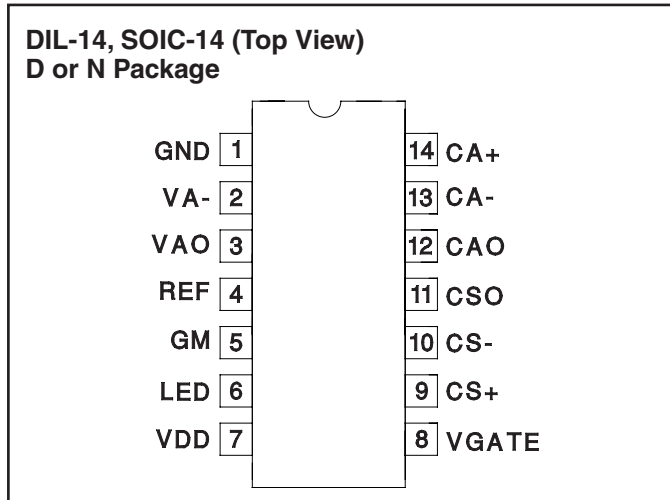 DIL-14, SOIC-14 (Top View)
D or N Package
GND 1 14 CA+
VA- 2 13 CA-
VAO 3 12 CAO
REF 4 11 CSO
GM 5 10 CS-
LED 6 9 CS+
VDD 7 8 VGATE